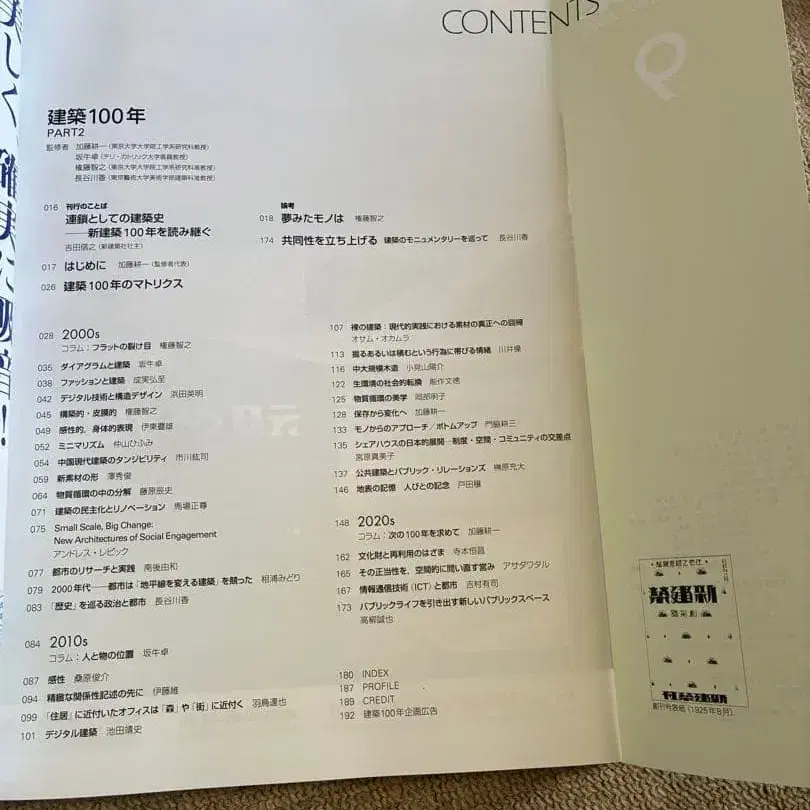 しく、確実に吸音!
CONTENTS
建築100年
PART2
監修者 加藤耕一(東京大学大学院工学系研究科教授)
坂牛卓(デリ・カトリック大学客員教授)
権藤智之(東京大学大学院工学系研究科准教授)
長谷川香(東京藝術大学美術学部建築科准教授)
016 刊行のことば
連鎖としての建築史
──新建築100年を読み継ぐ
吉田信之(新建築社社主)
017 はじめに 加藤耕一(監修者代表)
026 建築100年のマトリクス
論考
018 夢みたモノは 権藤智之
174 共同性を立ち上げる 建築のモニュメンタリーを巡って 長谷川香
028 2000s
コラム:フラットの裂け目 権藤智之
035 ダイアグラムと建築 坂牛卓
038 ファッションと建築 成実弘至
042 デジタル技術と構造デザイン 浜田英明
045 構築的・皮膜的 権藤智之
049 感性的/身体的表現 伊東豊雄
052 ミニマリズム 仲山ひふみ
054 中国現代建築のタンジビリティ 市川紘司
059 新素材の形 澤秀俊
064 物質循環の中の分解 藤原辰史
071 建築の民主化とリノベーション 馬場正尊
075 Small Scale, Big Change:
New Architectures of Social Engagement
アンドレス・レピック
077 都市のリサーチと実践 南後由和
079 2000年代──都市は「地平線を変える建築」を競った 相浦みどり
083 「歴史」を巡る政治と都市 長谷川香
084 2010s
コラム:人と物の位置 坂牛卓
087 感性 桑原俊介
094 精緻な関係性記述の先に 伊藤維
099 「住居」に近付いたオフィスは「森」や「街」に近付く 羽鳥達也
101 デジタル建築 池田靖史
107 裸の建築:現代的実践における素材の真正への回帰
オサム・オカムラ
113 掘るあるいは積むという行為に帯びる情緒 川井操
116 中大規模木造 小見山陽介
122 生環境の社会的転換 能作文徳
125 物質循環の美学 岡部明子
128 保存から変化へ 加藤耕一
133 モノからのアプローチ/ボトムアップ 門脇耕三
135 シェアハウスの日本的展開─制度・空間・コミュニティの交差点
宮原真美子
137 公共建築とパブリック・リレーションズ 榊原充大
146 地表の記憶 人びとの記念 戸田穣
148 2020s
コラム:次の100年を求めて 加藤耕一
162 文化財と再利用のはざま 寺本恒昌
165 その正当性を、空間的に問い直す営み アサダワタル
167 情報通信技術(ICT)と都市 吉村有司
173 パブリックライフを引き出す新しいパブリックスペース
高柳誠也
180 INDEX
187 PROFILE
189 CREDIT
192 建築100年企画広告
築建新
創刊号表紙(1925年8月)